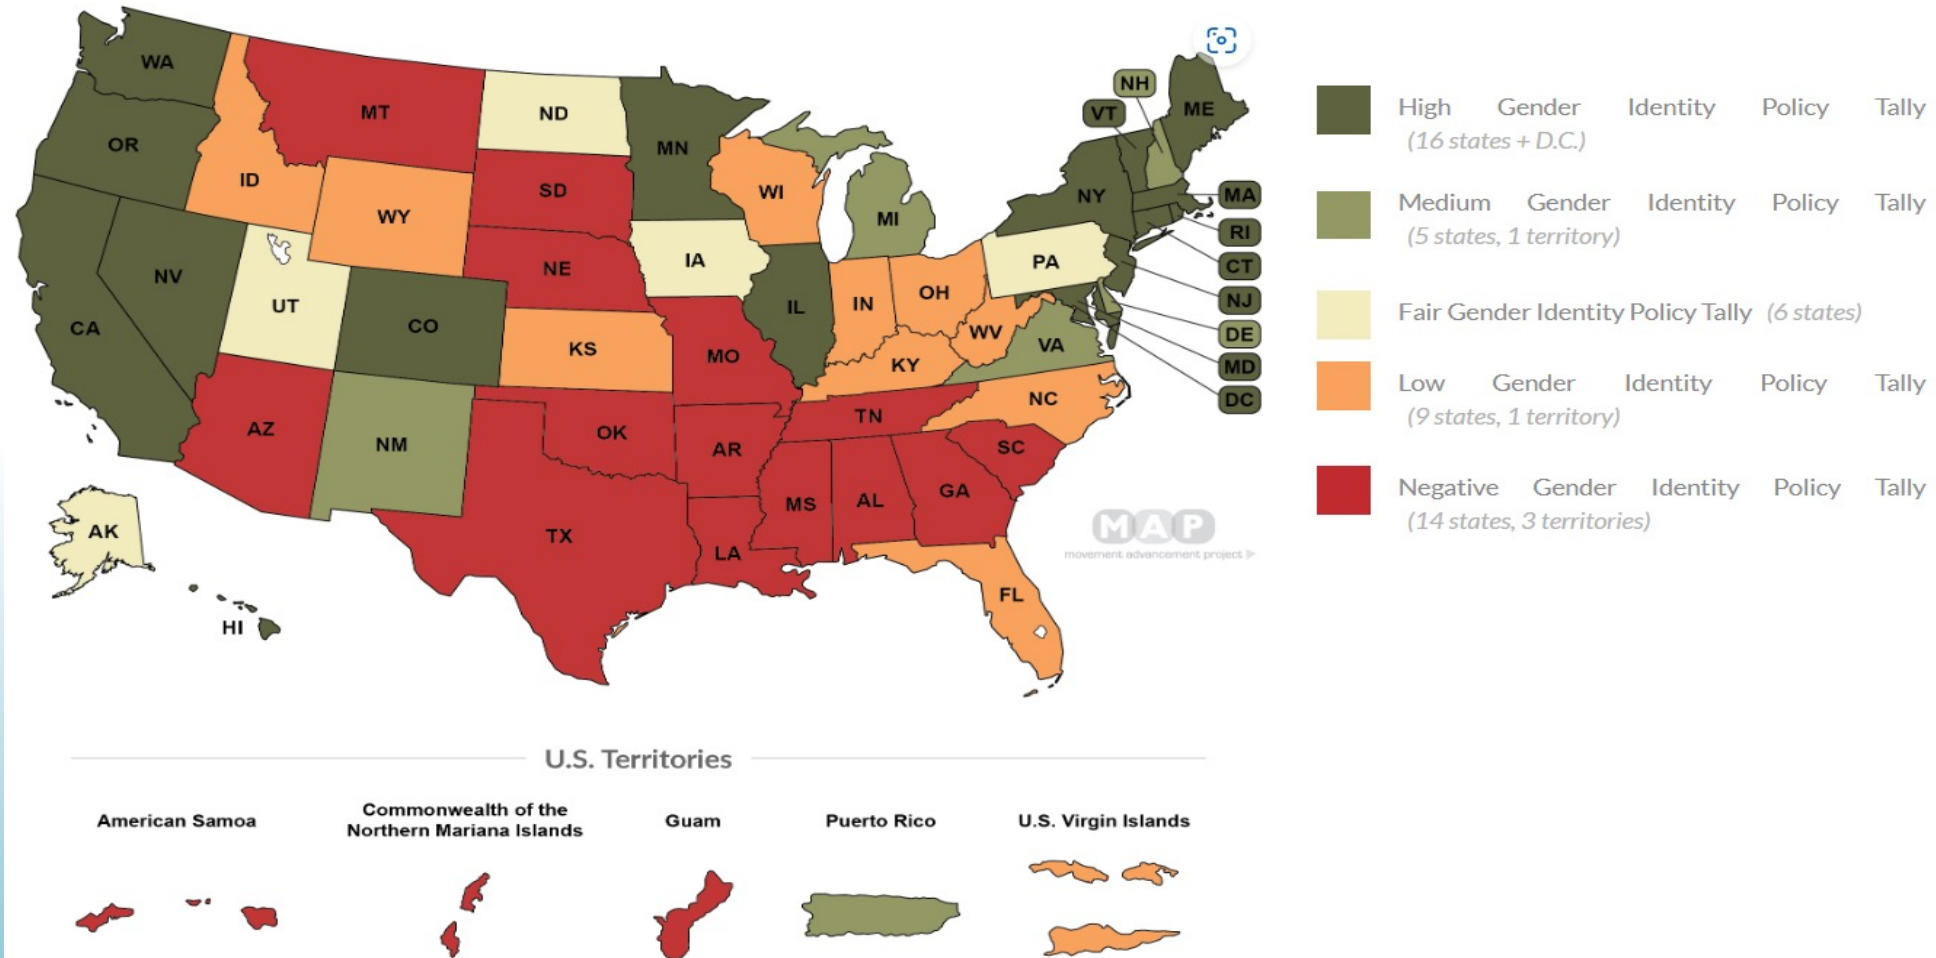 WA
OR
CA
NV
ID
MT
WY
UT
AZ
CO
NM
ND
SD
NE
KS
OK
TX
MN
IA
MO
AR
LA
WI
IL
MI
IN
OH
KY
TN
MS
AL
GA
FL
SC
NC
VA
WV
PA
NY
VT
NH
ME
MA
RI
CT
NJ
DE
MD
DC
AK
HI
MAP
movement advancement project
High Gender Identity Policy Tally
(16 states + D.C.)
Medium Gender Identity Policy Tally
(5 states, 1 territory)
Fair Gender Identity Policy Tally (6 states)
Low Gender Identity Policy Tally
(9 states, 1 territory)
Negative Gender Identity Policy Tally
(14 states, 3 territories)
U.S. Territories
American Samoa
Commonwealth of the
Northern Mariana Islands
Guam
Puerto Rico
U.S. Virgin Islands